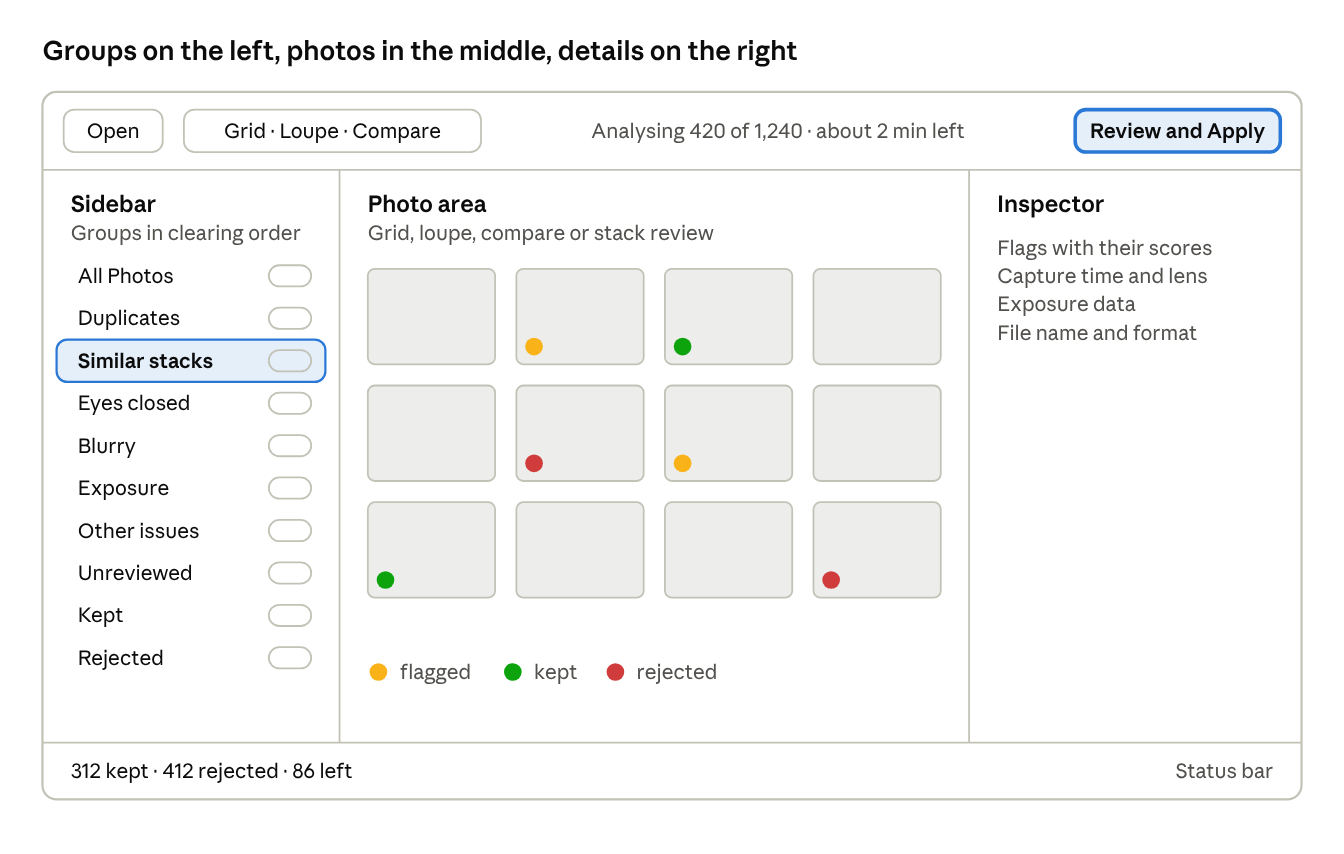 Groups on the left, photos in the middle, details on the right
Open
Grid · Loupe · Compare
Analysing 420 of 1,240 · about 2 min left
Review and Apply
Sidebar
Groups in clearing order
All Photos
Duplicates
Similar stacks
Eyes closed
Blurry
Exposure
Other issues
Unreviewed
Kept
Rejected
Photo area
Grid, loupe, compare or stack review
flagged
kept
rejected
Inspector
Flags with their scores
Capture time and lens
Exposure data
File name and format
312 kept · 412 rejected · 86 left
Status bar